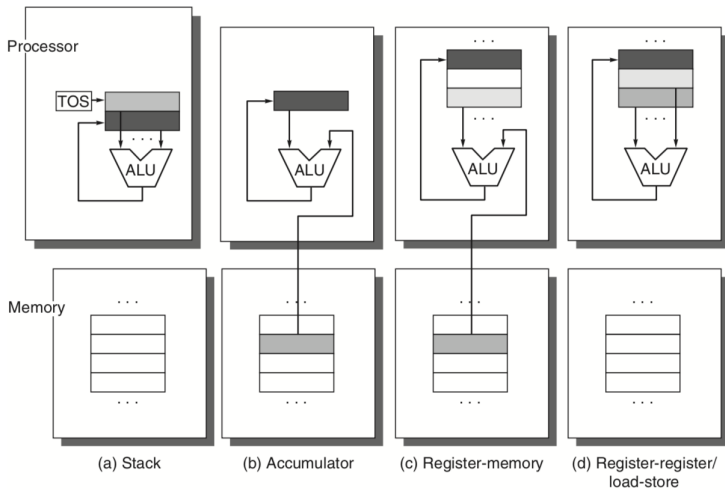 Processor
TOS
ALU
. . .
ALU
. . .
. . .
ALU
. . .
. . .
ALU
. . .
Memory
. . .
. . .
. . .
. . .
. . .
. . .
. . .
. . .
(a) Stack
(b) Accumulator
(c) Register-memory
(d) Register-register/
load-store